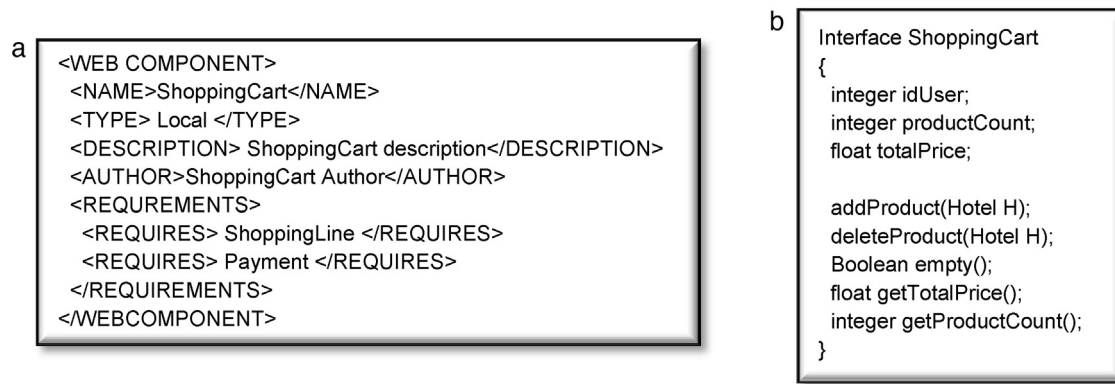 a
<WEB COMPONENT>
<NAME>ShoppingCart</NAME>
<TYPE> Local </TYPE>
<DESCRIPTION> ShoppingCart description</DESCRIPTION>
<AUTHOR>ShoppingCart Author</AUTHOR>
<REQUREMENTS>
<REQUIRES> ShoppingLine </REQUIRES>
<REQUIRES> Payment </REQUIRES>
</REQUIREMENTS>
</WEBCOMPONENT>
b
Interface ShoppingCart
{
integer idUser;
integer productCount;
float totalPrice;
addProduct(Hotel H);
deleteProduct(Hotel H);
Boolean empty();
float getTotalPrice();
integer getProductCount();
}